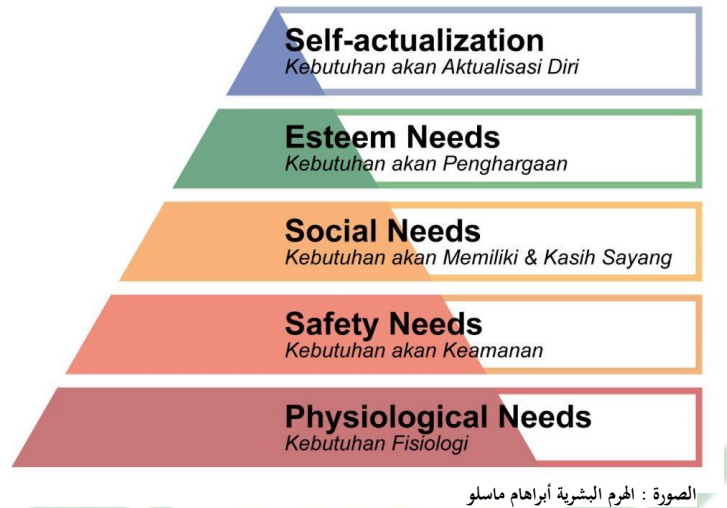 Self-actualization
Kebutuhan akan Aktualisasi Diri
Esteem Needs
Kebutuhan akan Penghargaan
Social Needs
Kebutuhan akan Memiliki & Kasih Sayang
Safety Needs
Kebutuhan akan Keamanan
Physiological Needs
Kebutuhan Fisiologi
الصورة : الهرم البشرية أبراهام ماسلو